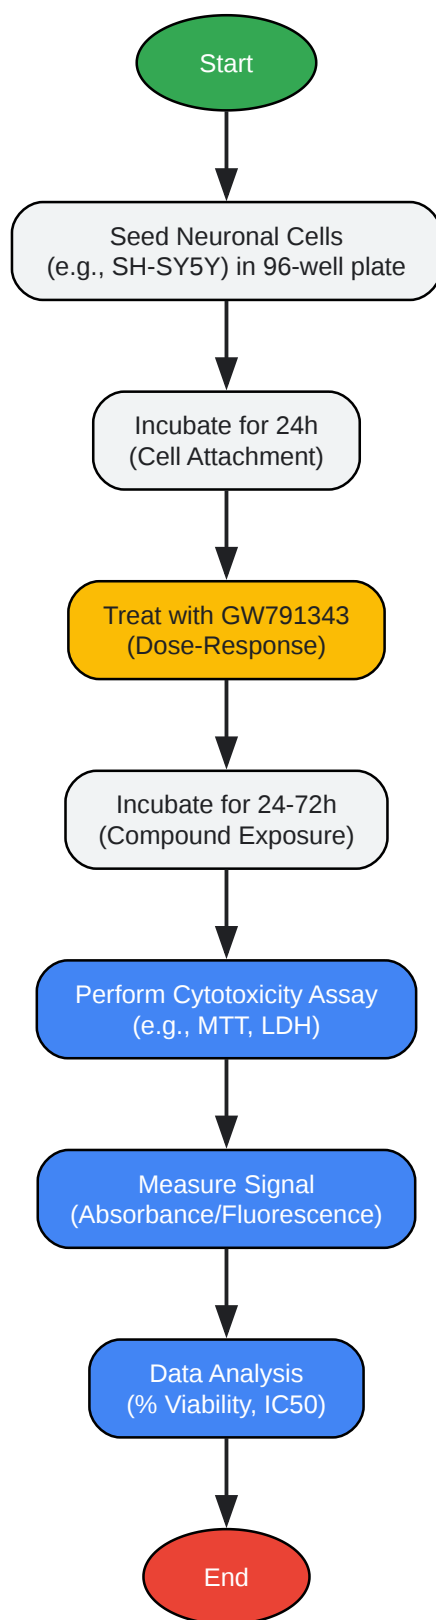 Start
Seed Neuronal Cells
(e.g., SH-SY5Y) in 96-well plate
Incubate for 24h
(Cell Attachment)
Treat with GW791343
(Dose-Response)
Incubate for 24-72h
(Compound Exposure)
Perform Cytotoxicity Assay
(e.g., MTT, LDH)
Measure Signal
(Absorbance/Fluorescence)
Data Analysis
(% Viability, IC50)
End